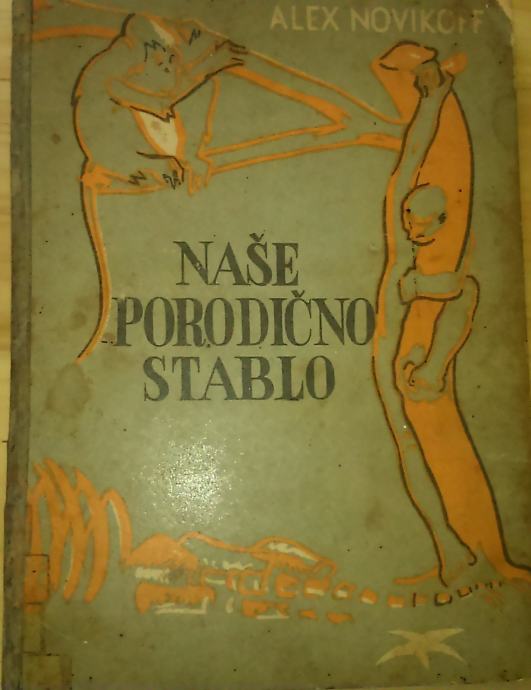 ALEX NOVIKOFF
NAŠE
PORODIČNO
STABLO